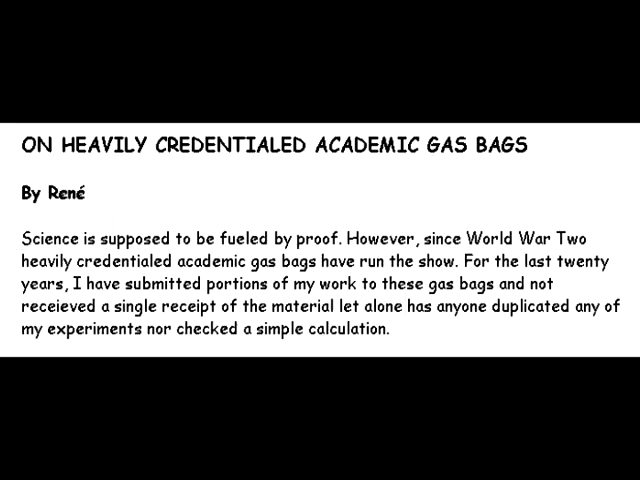 ON HEAVILY CREDENTIALED ACADEMIC GAS BAGS
By René
Science is supposed to be fueled by proof. However, since World War Two
heavily credentialed academic gas bags have run the show. For the last twenty
years, I have submitted portions of my work to these gas bags and not
receieved a single receipt of the material let alone has anyone duplicated any of
my experiments nor checked a simple calculation.